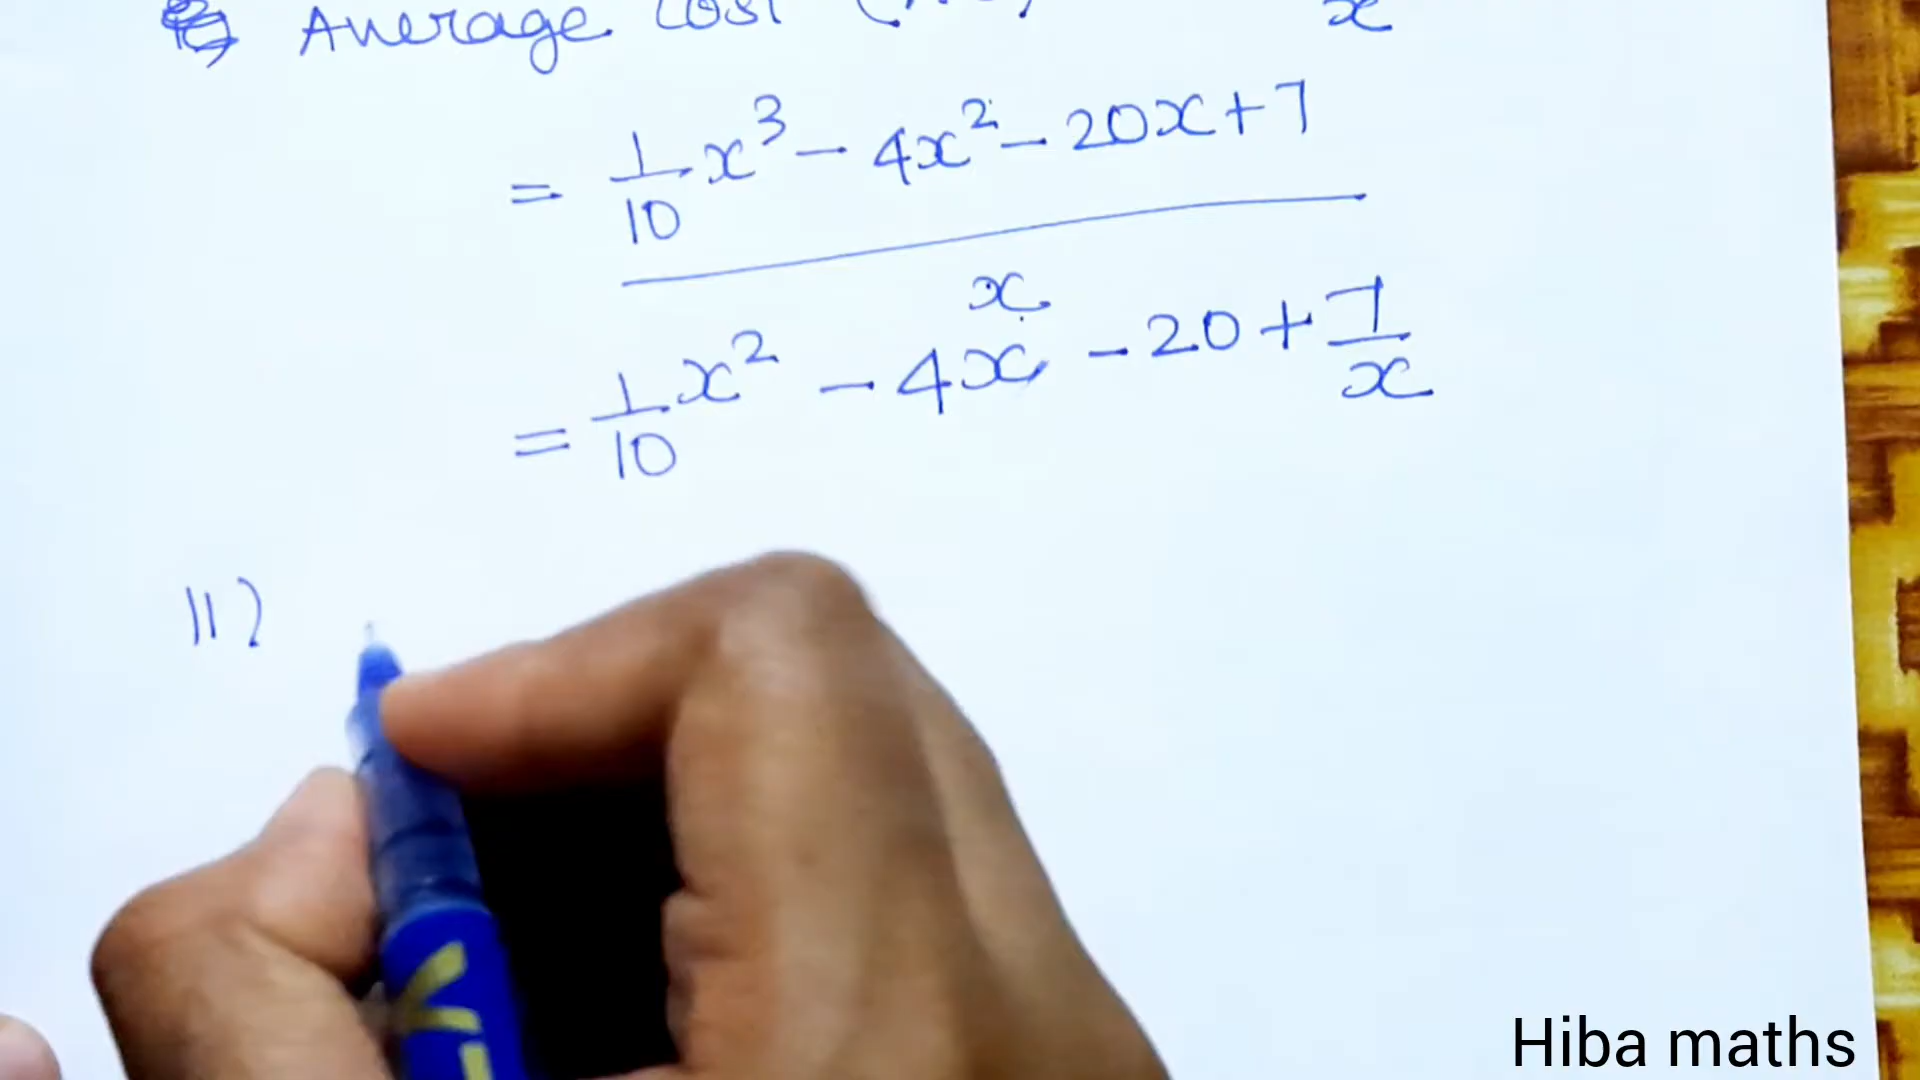 Average Cost
x
= 1/10 x³ - 4x² - 20x + 7
x
= 1/10 x² - 4x - 20 + 7/x
11)
V
Hiba maths